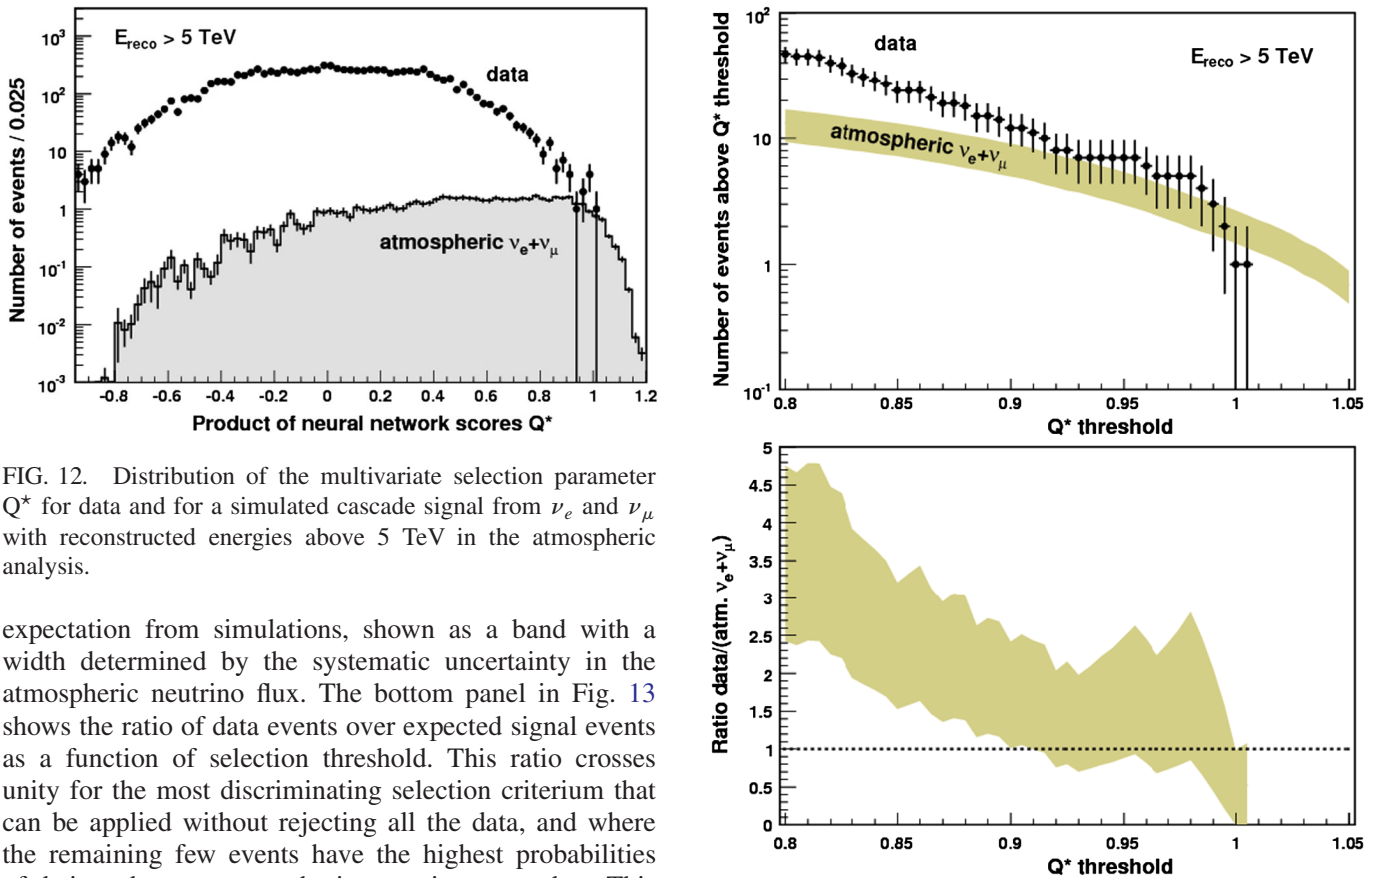 10³
10²
10
1
10⁻¹
10⁻²
10⁻³
Number of events / 0.025
E_reco > 5 TeV
data
atmospheric ν_e+ν_μ
-0.8 -0.6 -0.4 -0.2 0 0.2 0.4 0.6 0.8 1 1.2
Product of neural network scores Q*
FIG. 12. Distribution of the multivariate selection parameter
Q* for data and for a simulated cascade signal from ν_e and ν_μ
with reconstructed energies above 5 TeV in the atmospheric
analysis.
expectation from simulations, shown as a band with a
width determined by the systematic uncertainty in the
atmospheric neutrino flux. The bottom panel in Fig. 13
shows the ratio of data events over expected signal events
as a function of selection threshold. This ratio crosses
unity for the most discriminating selection criterium that
can be applied without rejecting all the data, and where
the remaining few events have the highest probabilities
10²
10
1
10⁻¹
Number of events above Q* threshold
data
E_reco > 5 TeV
atmospheric ν_e+ν_μ
0.8 0.85 0.9 0.95 1 1.05
Q* threshold
5
4.5
4
3.5
3
2.5
2
1.5
1
0.5
0
Ratio data/(atm. ν_e+ν_μ)
0.8 0.85 0.9 0.95 1 1.05
Q* threshold